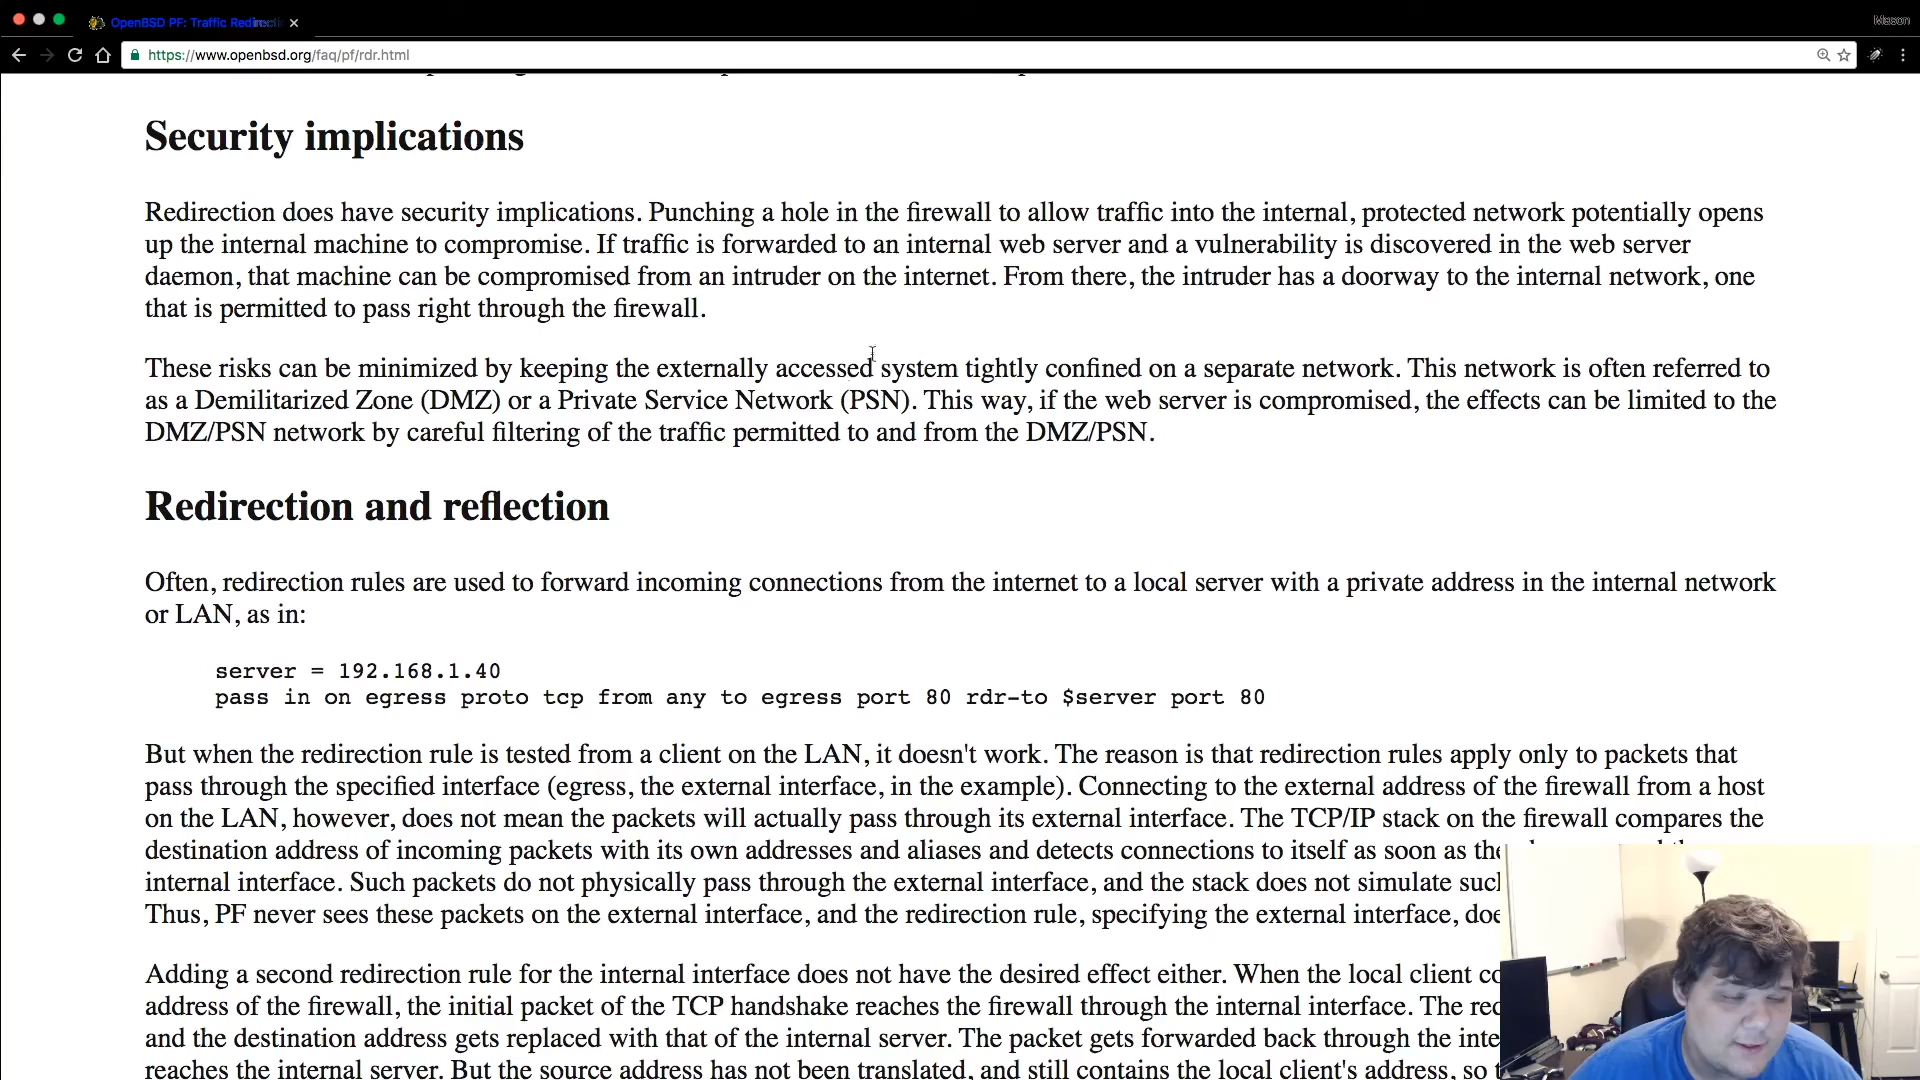 OpenBSD PF: Traffic Redirecti
Mason
https://www.openbsd.org/faq/pf/rdr.html
Security implications
Redirection does have security implications. Punching a hole in the firewall to allow traffic into the internal, protected network potentially opens
up the internal machine to compromise. If traffic is forwarded to an internal web server and a vulnerability is discovered in the web server
daemon, that machine can be compromised from an intruder on the internet. From there, the intruder has a doorway to the internal network, one
that is permitted to pass right through the firewall.
These risks can be minimized by keeping the externally accessed system tightly confined on a separate network. This network is often referred to
as a Demilitarized Zone (DMZ) or a Private Service Network (PSN). This way, if the web server is compromised, the effects can be limited to the
DMZ/PSN network by careful filtering of the traffic permitted to and from the DMZ/PSN.
Redirection and reflection
Often, redirection rules are used to forward incoming connections from the internet to a local server with a private address in the internal network
or LAN, as in:
server = 192.168.1.40
pass in on egress proto tcp from any to egress port 80 rdr-to $server port 80
But when the redirection rule is tested from a client on the LAN, it doesn't work. The reason is that redirection rules apply only to packets that
pass through the specified interface (egress, the external interface, in the example). Connecting to the external address of the firewall from a host
on the LAN, however, does not mean the packets will actually pass through its external interface. The TCP/IP stack on the firewall compares the
destination address of incoming packets with its own addresses and aliases and detects connections to itself as soon as the
internal interface. Such packets do not physically pass through the external interface, and the stack does not simulate suc
Thus, PF never sees these packets on the external interface, and the redirection rule, specifying the external interface, doe
Adding a second redirection rule for the internal interface does not have the desired effect either. When the local client co
address of the firewall, the initial packet of the TCP handshake reaches the firewall through the internal interface. The rec
and the destination address gets replaced with that of the internal server. The packet gets forwarded back through the inte
reaches the internal server. But the source address has not been translated, and still contains the local client's address, so t